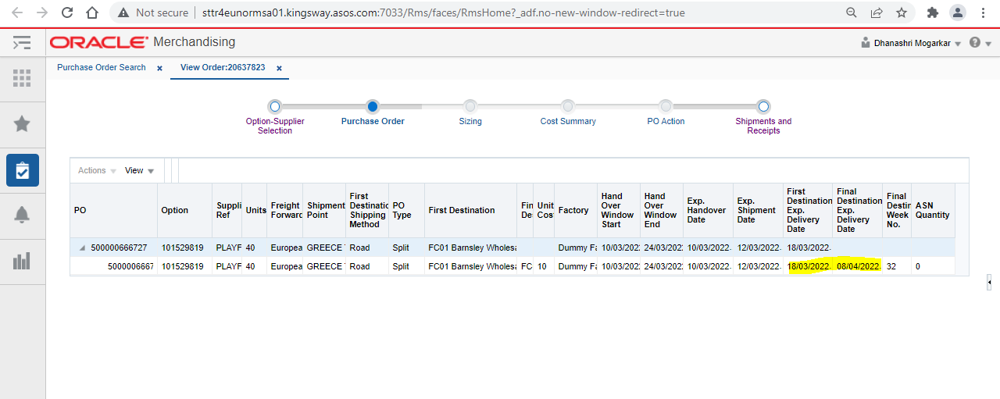 Not secure sttr4eunormsa01.kingsway.asos.com:7033/Rms/faces/RmsHome?_adf.no-new-window-redirect=true
ORACLE Merchandising Dhanashri Mogarkar ?
Purchase Order Search × View Order:20637823 ×
Option-Supplier Selection
Purchase Order
Sizing
Cost Summary
PO Action
Shipments and Receipts
Actions View
PO Option Suppli Ref Units Freight Forward Shipment Point First Destinatio Shipping Method PO Type First Destination Fin De Unit Cost Factory Hand Over Window Start Hand Over Window End Exp. Handover Date Exp. Shipment Date First Destination Exp. Delivery Date Final Destination Exp. Delivery Date Final Destin Week No. ASN Quantity
500000666727 101529819 PLAYF 40 Europea GREECE Road Split FC01 Barnsley Wholesa Dummy Fa 10/03/202 24/03/202 10/03/2022 12/03/2022 18/03/2022
5000006667 101529819 PLAYF 40 Europea GREECE Road Split FC01 Barnsley Wholesa FC 10 Dummy Fa 10/03/202 24/03/202 10/03/2022 12/03/2022 18/03/2022 08/04/2022 32 0